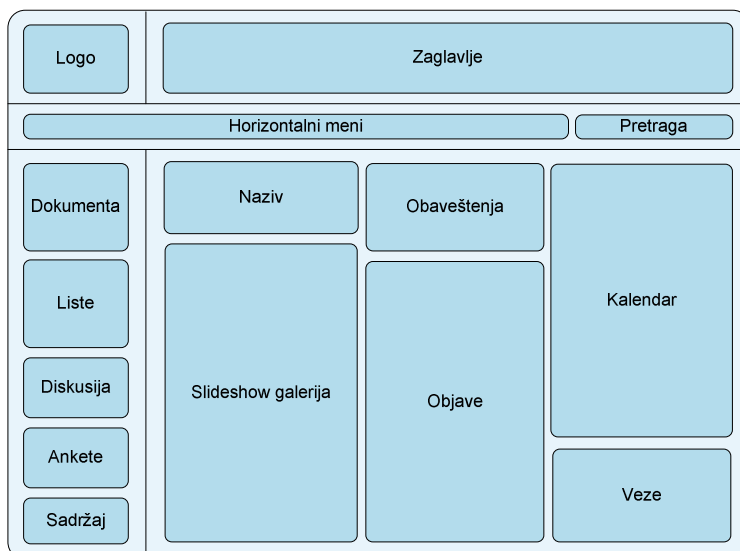 Logo
Zaglavlje
Horizontalni meni
Pretraga
Dokumenta
Liste
Diskusija
Ankete
Sadržaj
Naziv
Slideshow galerija
Obaveštenja
Objave
Kalendar
Veze